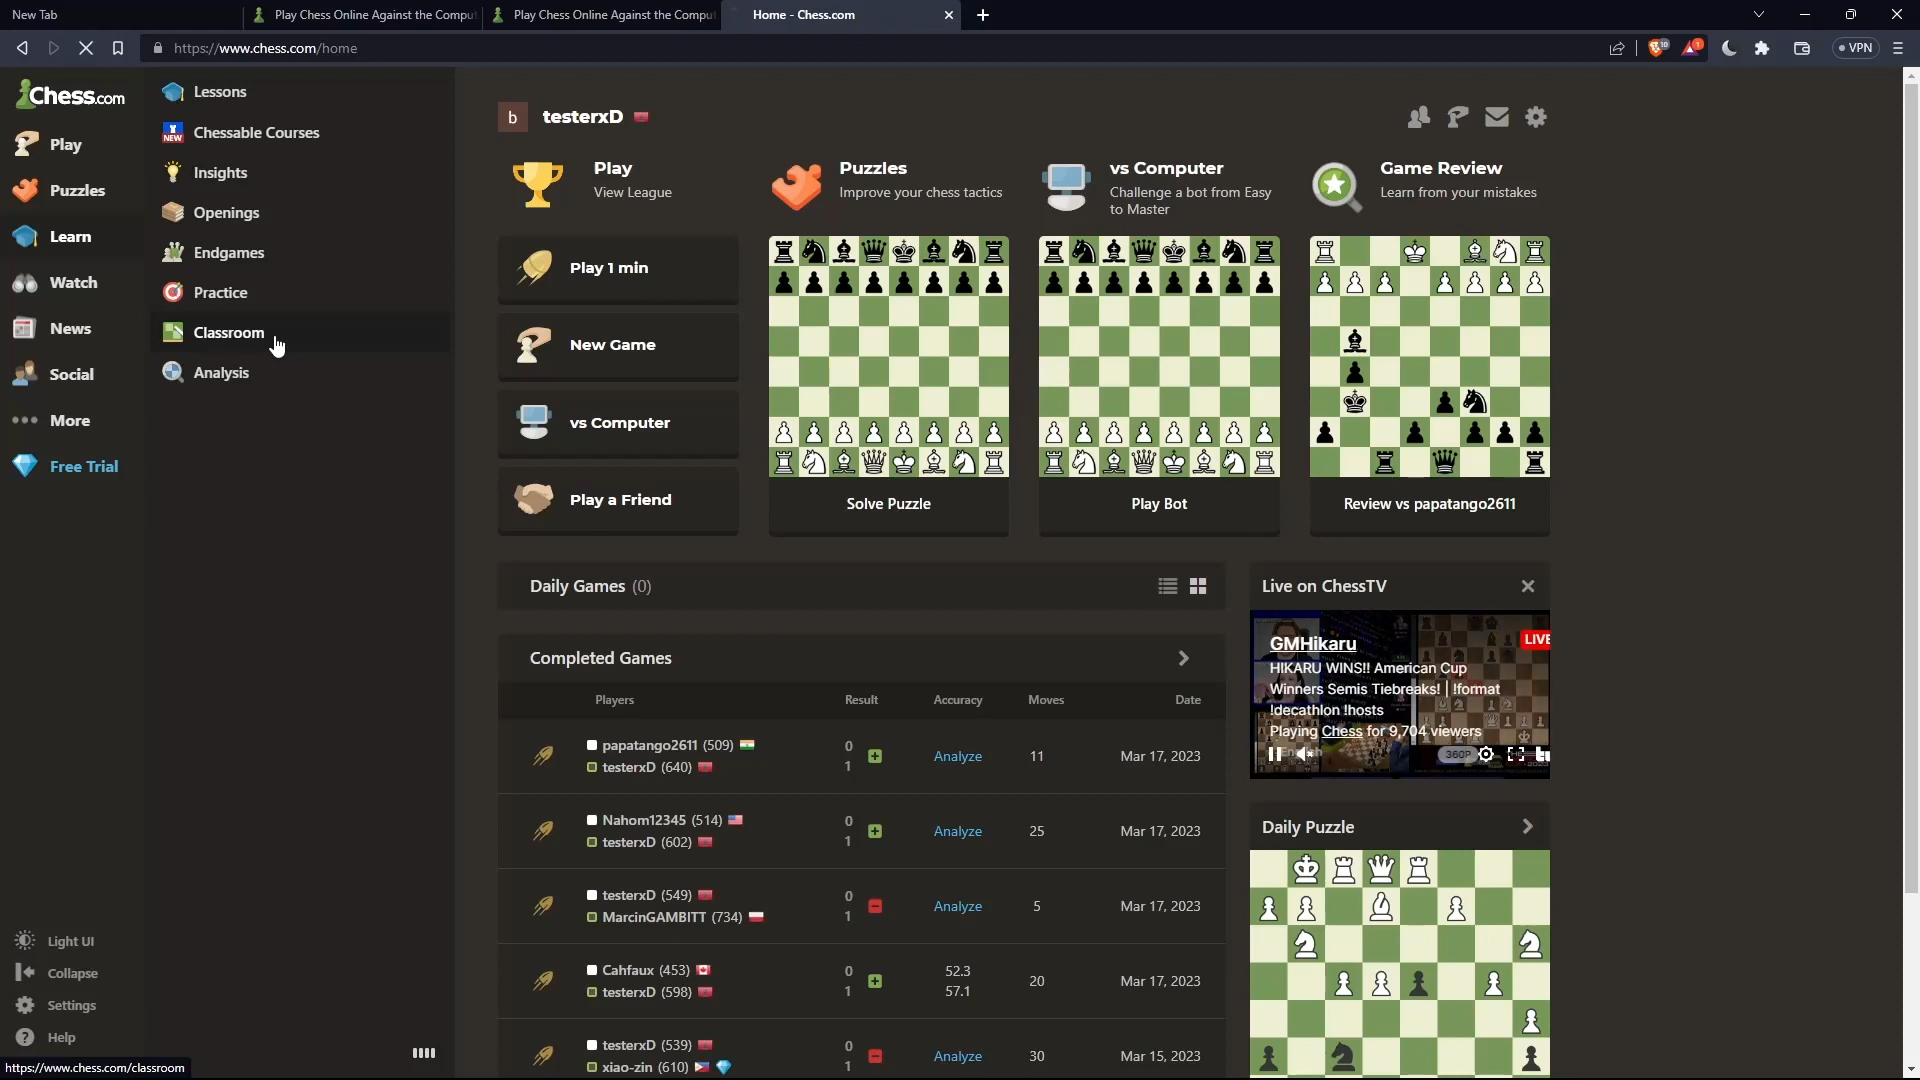 New Tab
Play Chess Online Against the Compu
Play Chess Online Against the Compu
Home - Chess.com
https://www.chess.com/home
10
1
VPN
Chess.com
Play
Puzzles
Learn
Watch
News
Social
More
Free Trial
Light UI
Collapse
Settings
Help
https://www.chess.com/classroom
Lessons
NEW
Chessable Courses
Insights
Openings
Endgames
Practice
Classroom
Analysis
b
testerxD
Play
View League
Puzzles
Improve your chess tactics
vs Computer
Challenge a bot from Easy
to Master
Game Review
Learn from your mistakes
Play 1 min
New Game
vs Computer
Play a Friend
Solve Puzzle
Play Bot
Review vs papatango2611
Daily Games (0)
Completed Games
Players Result Accuracy Moves Date
papatango2611 (509) 0
testerxD (640) 1
Analyze 11 Mar 17, 2023
Nahom12345 (514) 0
testerxD (602) 1
Analyze 25 Mar 17, 2023
testerxD (549) 0
MarcinGAMBITT (734) 1
Analyze 5 Mar 17, 2023
Cahfaux (453) 0 52.3
testerxD (598) 1 57.1
20 Mar 17, 2023
testerxD (539) 0
xiao-zin (610) 1
Analyze 30 Mar 15, 2023
Live on ChessTV
LIVE
GMHikaru
HIKARU WINS!! American Cup
Winners Semis Tiebreaks! | !format
!decathlon !hosts
Playing Chess for 9,704 viewers
360P
Daily Puzzle